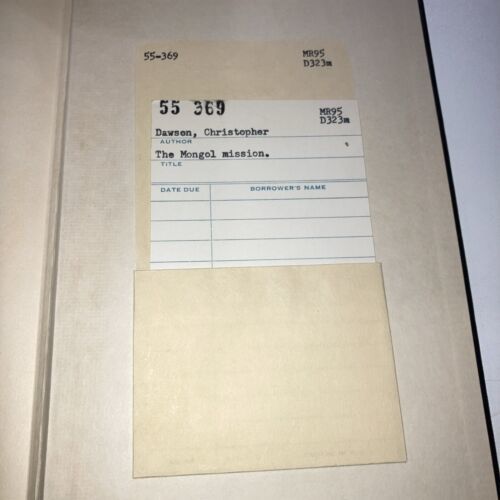 55-369
MR95
D323m
55 369
MR95
D323m
Dawson, Christopher
AUTHOR
The Mongol mission.
TITLE
DATE DUE BORROWER'S NAME